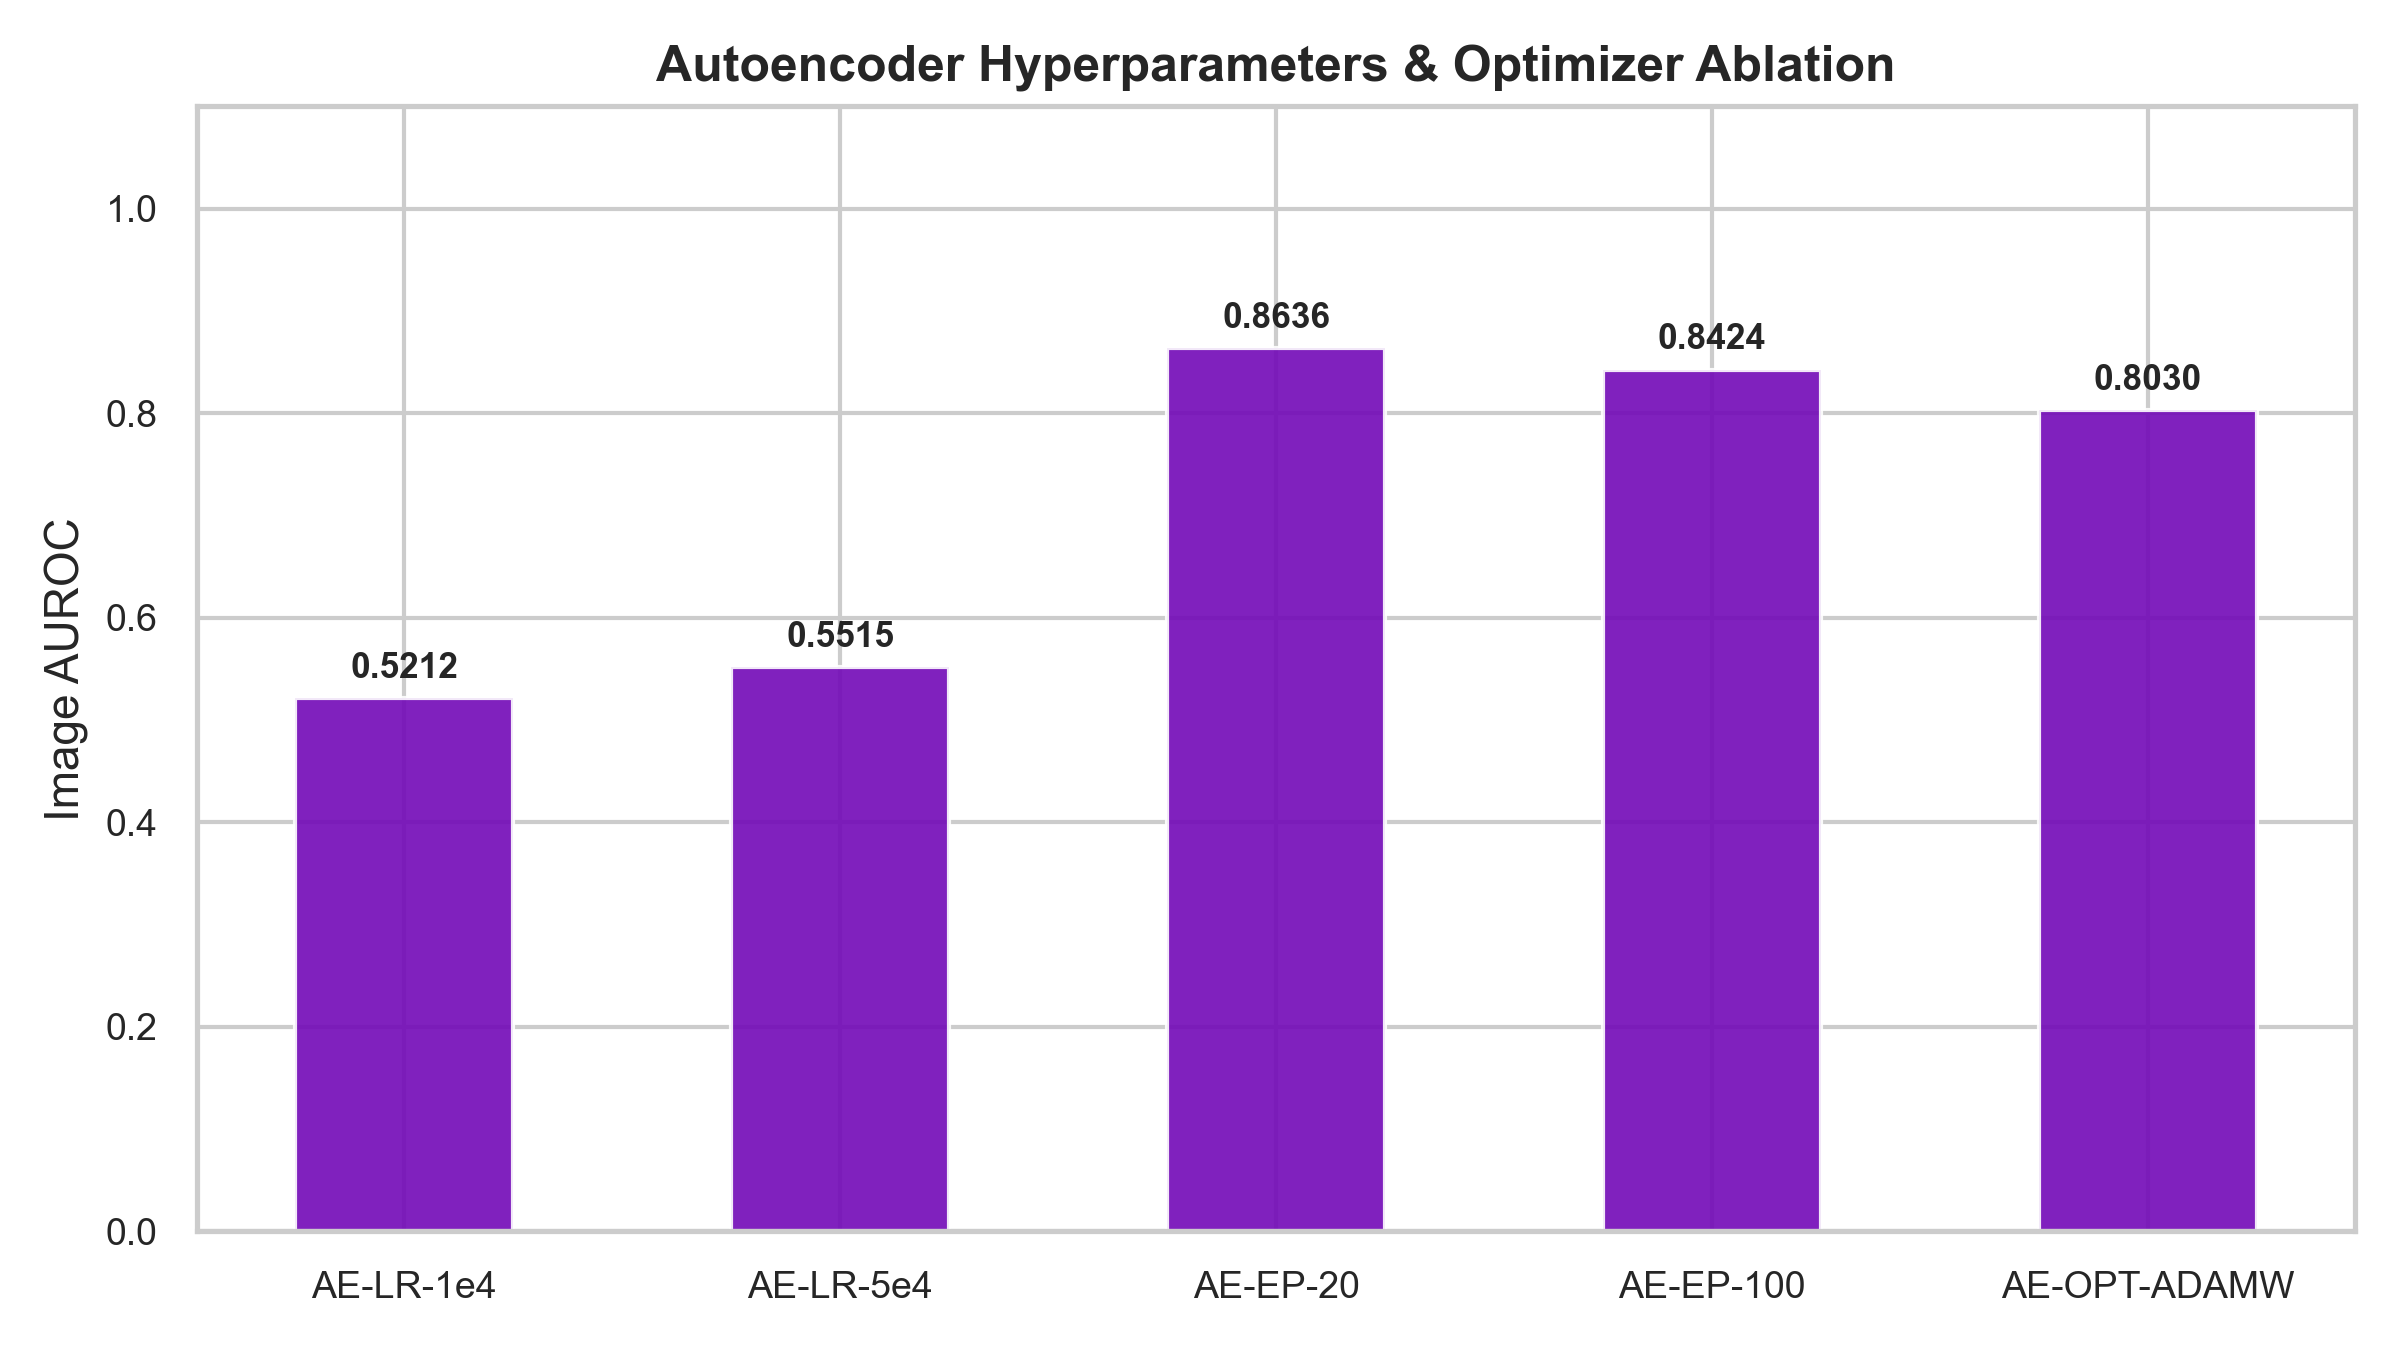 Autoencoder Hyperparameters & Optimizer Ablation
Image AUROC
1.0
0.8
0.6
0.4
0.2
0.0
0.5212
0.5515
0.8636
0.8424
0.8030
AE-LR-1e4
AE-LR-5e4
AE-EP-20
AE-EP-100
AE-OPT-ADAMW